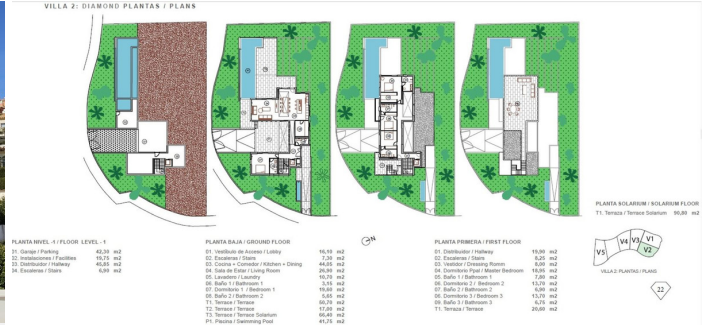 VILLA 2: DIAMOND PLANTAS / PLANS
PLANTA SOLARIUM / SOLARIUM FLOOR
T1. Terraza / Terrace Solarium 90,80 m2
PLANTA NIVEL -1 / FLOOR LEVEL - 1
31. Garaje / Parking 42,30 m2
32. Instalaciones / Facilities 19,75 m2
33. Distribuidor / Hallway 45,85 m2
34. Escaleras / Stairs 6,90 m2
PLANTA BAJA / GROUND FLOOR
01. Vestíbulo de Acceso / Lobby 16,10 m2
02. Escaleras / Stairs 7,30 m2
03. Cocina + Comedor / Kitchen + Dining 44,05 m2
04. Sala de Estar / Living Room 26,90 m2
05. Lavadero / Laundry 10,70 m2
06. Baño 1 / Bathroom 1 3,15 m2
07. Dormitorio 1 / Bedroom 1 19,60 m2
08. Baño 2 / Bathroom 2 5,65 m2
T1. Terraza / Terrace 50,70 m2
T2. Terraza / Terrace 17,00 m2
T3. Terraza / Terrace Solarium 66,40 m2
P1. Piscina / Swimming Pool 41,75 m2
N
PLANTA PRIMERA / FIRST FLOOR
01. Distribuidor / Hallway 19,90 m2
02. Escaleras / Stairs 8,25 m2
03. Vestidor / Dressing Romm 8,00 m2
04. Dormitorio Ppal / Master Bedroom 18,95 m2
05. Baño 1 / Bathroom 1 7,80 m2
06. Dormitorio 2 / Bedroom 2 13,70 m2
07. Baño 2 / Bathroom 2 6,90 m2
08. Dormitorio 3 / Bedroom 3 13,70 m2
09. Baño 3 / Bathroom 3 6,75 m2
T1. Terraza / Terrace 20,60 m2
V5
V4
V3
V1
V2
VILLA 2. PLANTAS / PLANS
22